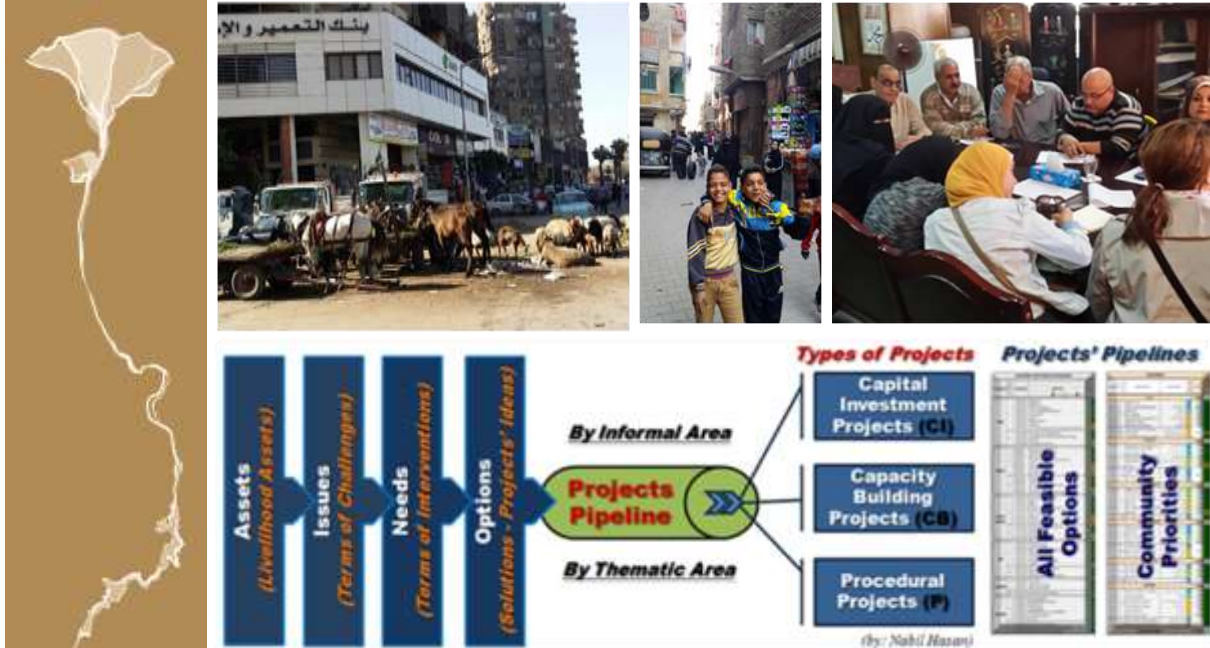 بنك التعمير والإ
Assets
(Livelihood Assets)
Issues
(Terms of Challenges)
Needs
(Terms of Interventions)
Options
(Solutions - Projects' Ideas)
By Informal Area
Projects
Pipeline
By Thematic Area
Types of Projects
Capital
Investment
Projects (CI)
Capacity
Building
Projects (CB)
Procedural
Projects (P)
(by: Nabil Hasan)
Projects' Pipelines
All Feasible
Options
Community
Priorities